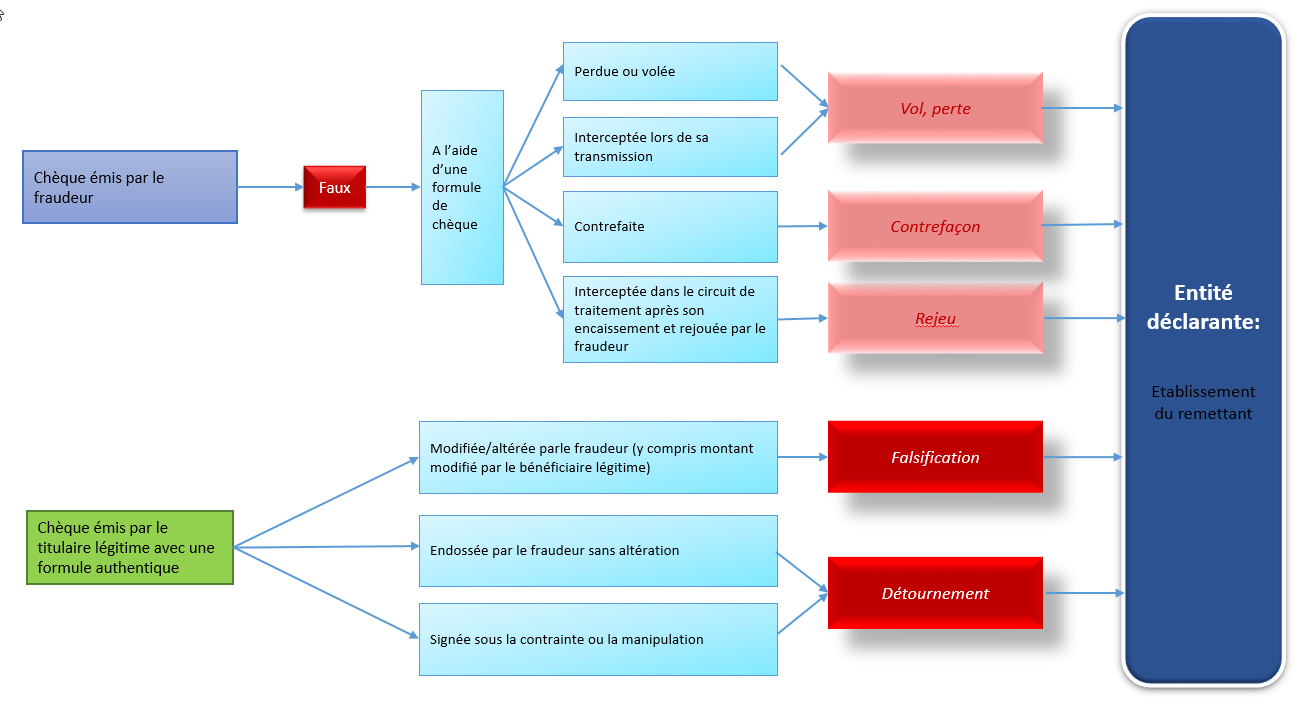 Chèque émis par le
fraudeur
Faux
A l’aide
d’une
formule
de
chèque
Perdue ou volée
Interceptée lors de sa
transmission
Contrefaite
Interceptée dans le circuit de
traitement après son
encaissement et rejouée par le
fraudeur
Vol, perte
Contrefaçon
Rejeu
Chèque émis par le
titulaire légitime avec une
formule authentique
Modifiée/altérée parle fraudeur (y compris montant
modifié par le bénéficiaire légitime)
Endossée par le fraudeur sans altération
Signée sous la contrainte ou la manipulation
Falsification
Détournement
Entité
déclarante:
Etablissement
du remettant